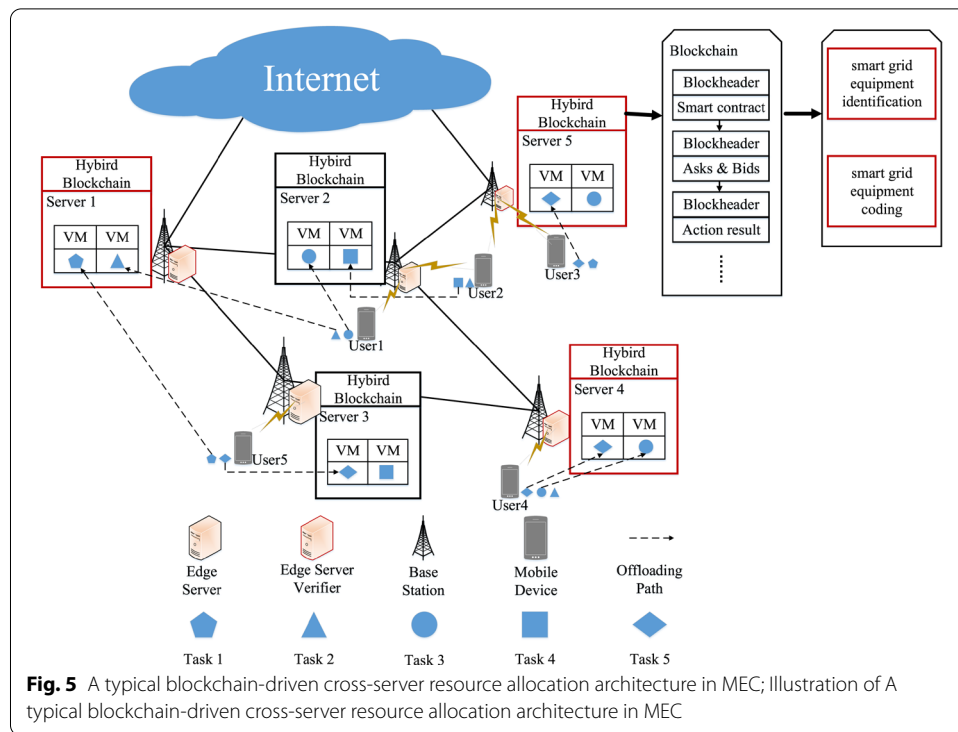 Internet
Blockchain
Blockheader
Smart contract
Blockheader
Asks & Bids
Blockheader
Action result
smart grid
equipment
identification
smart grid
equipment
coding
Hybird
Blockchain
Server 5
VM VM
Hybird
Blockchain
Server 1
VM VM
Hybird
Blockchain
Server 2
VM VM
User3
User2
User1
Hybird
Blockchain
Server 3
VM VM
Hybird
Blockchain
Server 4
VM VM
User5
User4
Edge
Server
Edge Server
Verifier
Base
Station
Mobile
Device
Offloading
Path
Task 1
Task 2
Task 3
Task 4
Task 5
Fig. 5 A typical blockchain-driven cross-server resource allocation architecture in MEC; Illustration of A
typical blockchain-driven cross-server resource allocation architecture in MEC